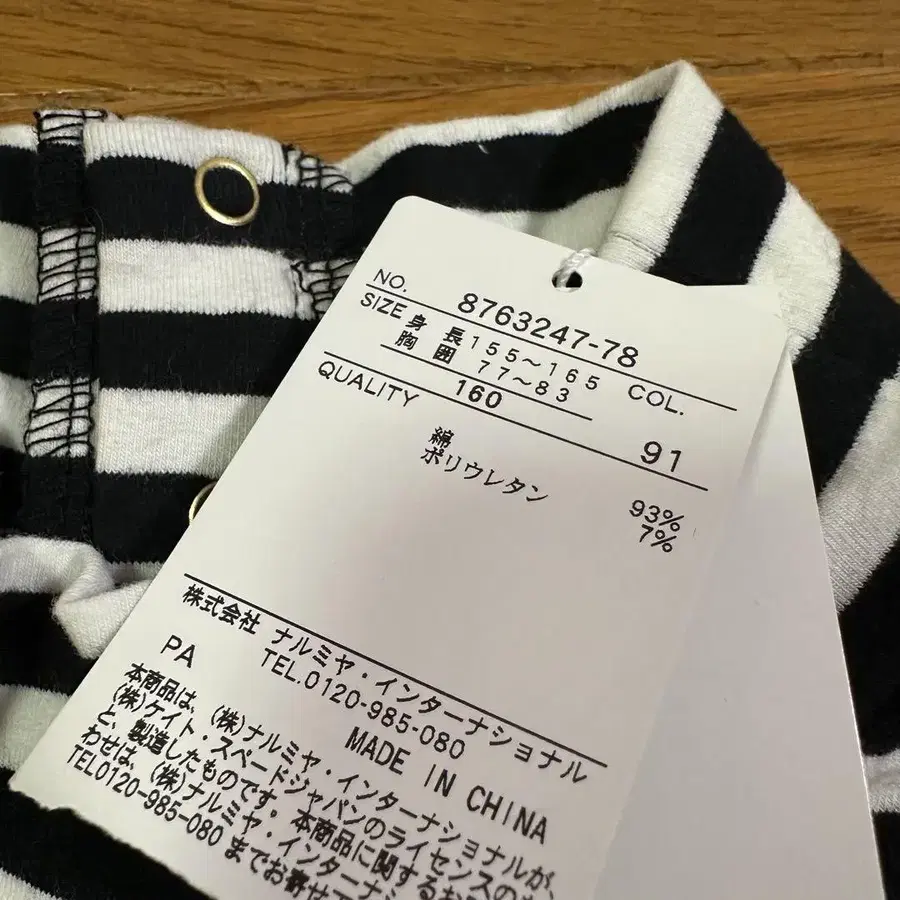 NO. 8763247-78
SIZE 身長 155～165 COL.
胸囲 77～83
160 91
QUALITY
綿 93%
ポリウレタン 7%
株式会社 ナルミヤ・インターナショナル
TEL.0120-985-080
PA MADE IN CHINA
本商品は、(株)ナルミヤ・インターナショナルが、
(株)ケイト・スペードジャパンのライセンスの
と、製造したものです。本商品に関するお
わせは、(株)ナルミヤ・インターナ
TEL0120-985-080 までお寄せ